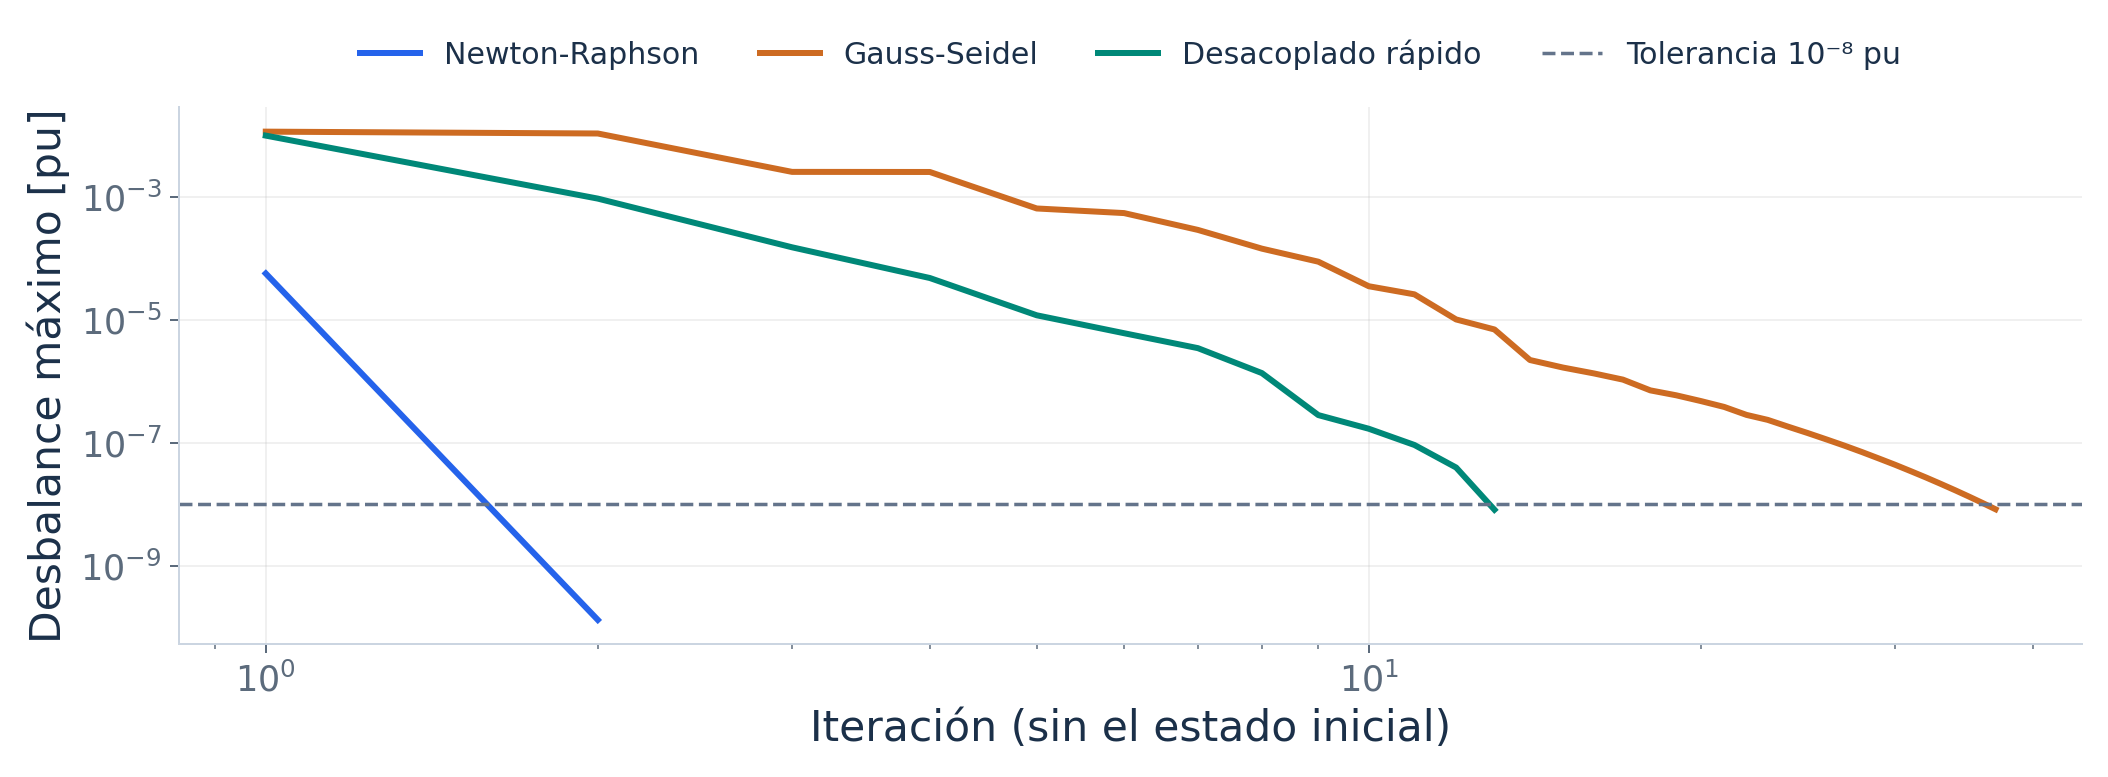 Newton-Raphson Gauss-Seidel Desacoplado rápido Tolerancia 10⁻⁸ pu
Desbalance máximo [pu]
10⁻³
10⁻⁵
10⁻⁷
10⁻⁹
10⁰ 10¹
Iteración (sin el estado inicial)